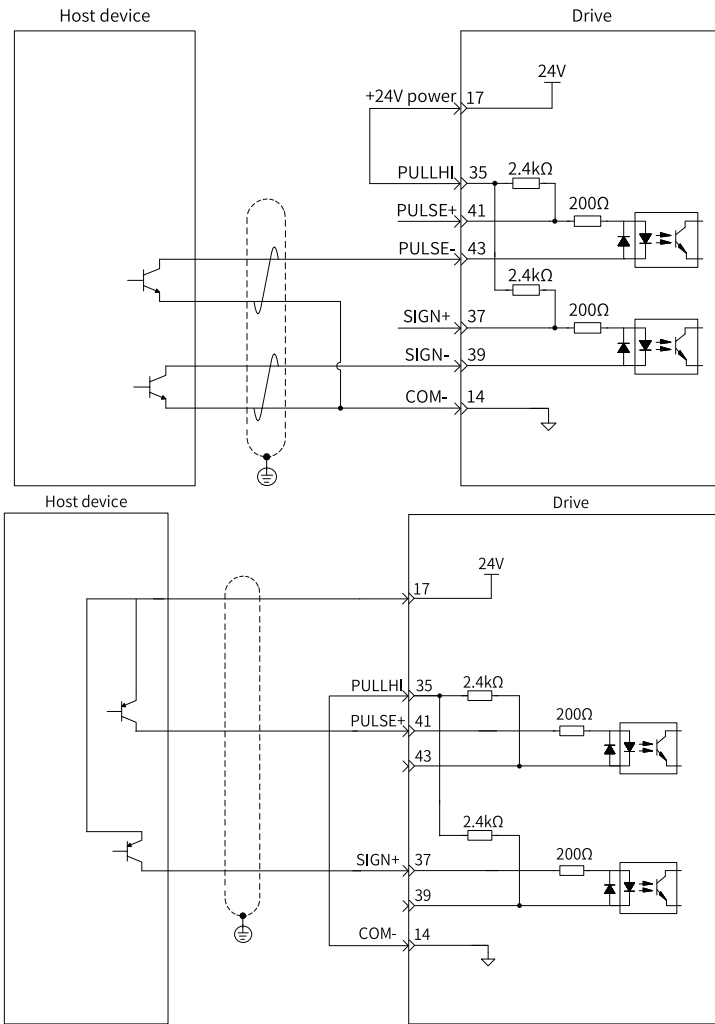 Host device
Drive
24V
+24V power
17
PULLHI
35
2.4kΩ
PULSE+
41
200Ω
PULSE-
43
2.4kΩ
SIGN+
37
200Ω
SIGN-
39
COM-
14
Host device
Drive
24V
17
PULLHI
35
2.4kΩ
PULSE+
41
200Ω
43
2.4kΩ
SIGN+
37
200Ω
39
COM-
14